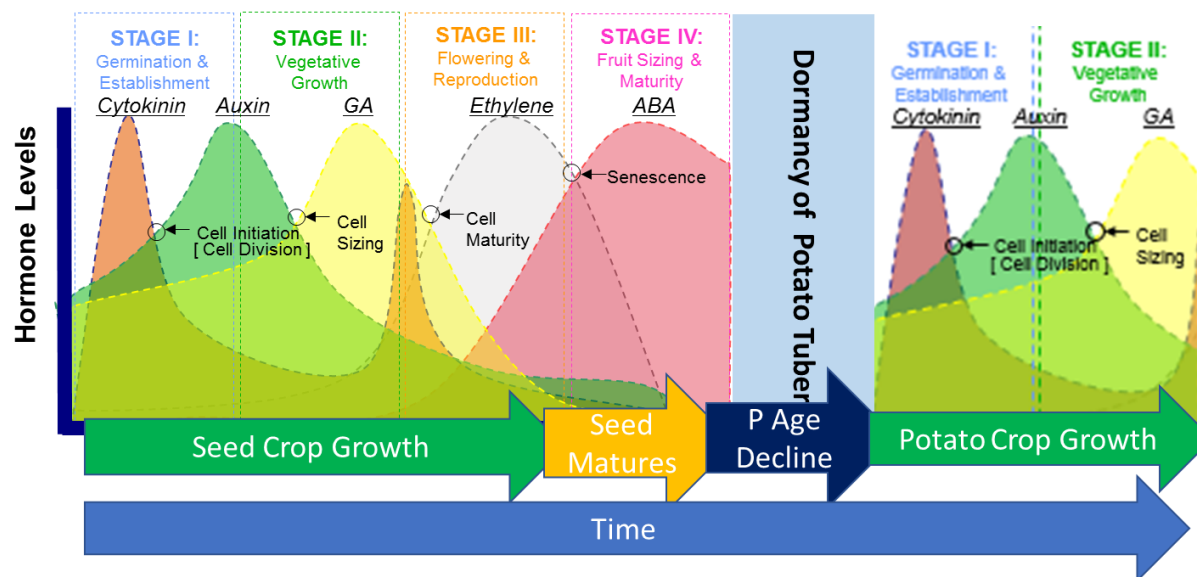 STAGE I:
Germination &
Establishment
Cytokinin
Auxin
STAGE II:
Vegetative
Growth
GA
STAGE III:
Flowering &
Reproduction
Ethylene
STAGE IV:
Fruit Sizing &
Maturity
ABA
Hormone Levels
Cell Initiation
[ Cell Division ]
Cell
Sizing
Cell
Maturity
Senescence
Dormancy of Potato Tuber
STAGE I:
Germination &
Establishment
Cytokinin
Auxin
STAGE II:
Vegetative
Growth
GA
Cell Initiation
[ Cell Division ]
Cell
Sizing
Seed Crop Growth
Seed
Matures
P Age
Decline
Potato Crop Growth
Time